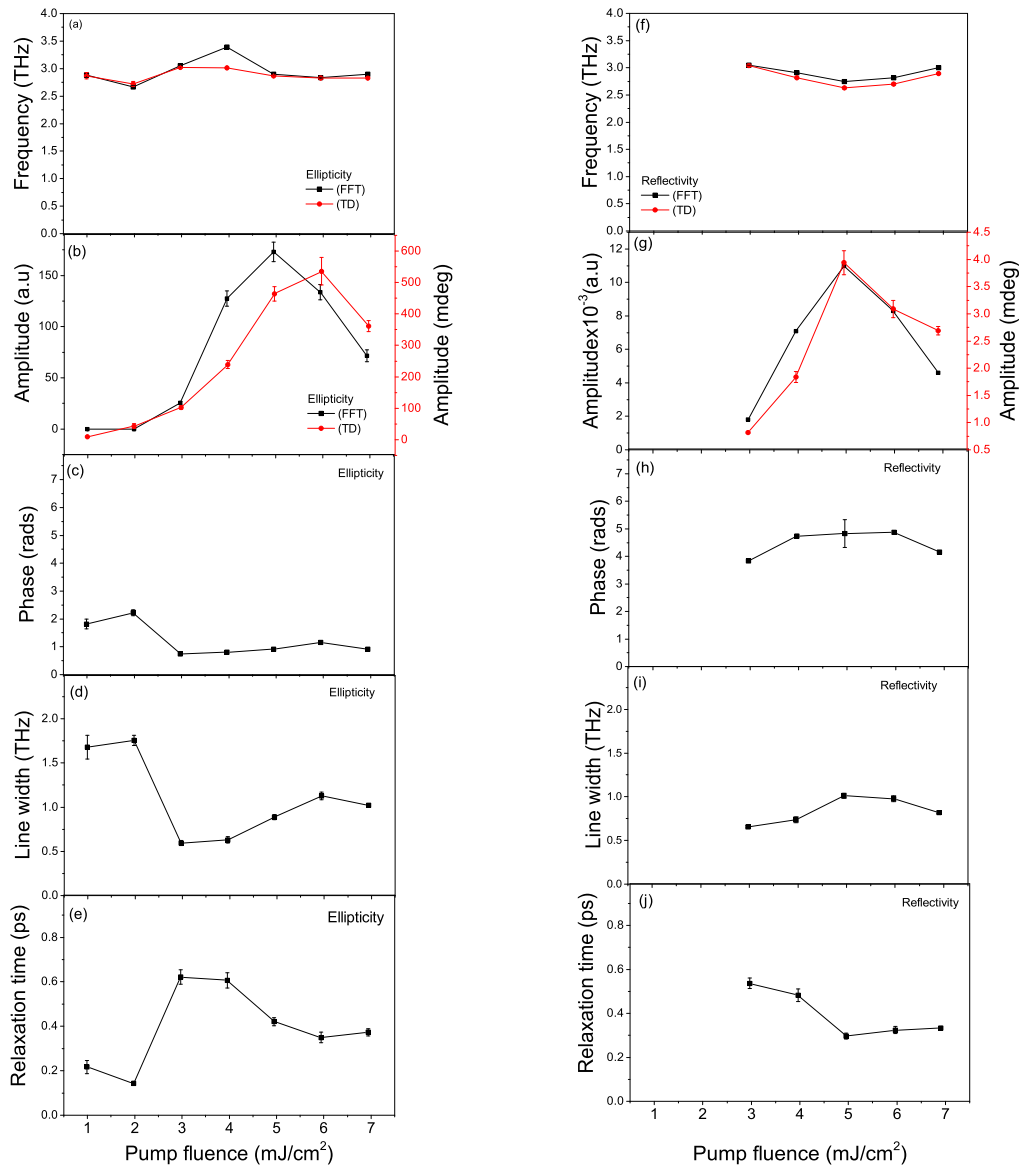 (a)
4.0
3.5
3.0
2.5
2.0
1.5
1.0
0.5
0.0
Frequency (THz)
Ellipticity
(FFT)
(TD)
(b)
150
100
50
0
Amplitude (a.u)
600
500
400
300
200
100
0
Amplitude (mdeg)
Ellipticity
(FFT)
(TD)
(c)
Ellipticity
7
6
5
4
3
2
1
0
Phase (rads)
(d)
Ellipticity
2.0
1.5
1.0
0.5
0.0
Line width (THz)
(e)
Ellipticity
0.8
0.6
0.4
0.2
0.0
Relaxation time (ps)
1 2 3 4 5 6 7
Pump fluence (mJ/cm²)
(f)
4.0
3.5
3.0
2.5
2.0
1.5
1.0
0.5
0.0
Frequency (THz)
Reflectivity
(FFT)
(TD)
(g)
12
10
8
6
4
2
0
Amplitudex10⁻³(a.u)
4.5
4.0
3.5
3.0
2.5
2.0
1.5
1.0
0.5
Amplitude (mdeg)
(h)
Reflectivity
7
6
5
4
3
2
1
0
Phase (rads)
(i)
Reflectivity
2.0
1.5
1.0
0.5
0.0
Line width (THz)
(j)
Reflectivity
0.8
0.6
0.4
0.2
0.0
Relaxation time (ps)
1 2 3 4 5 6 7
Pump fluence (mJ/cm²)